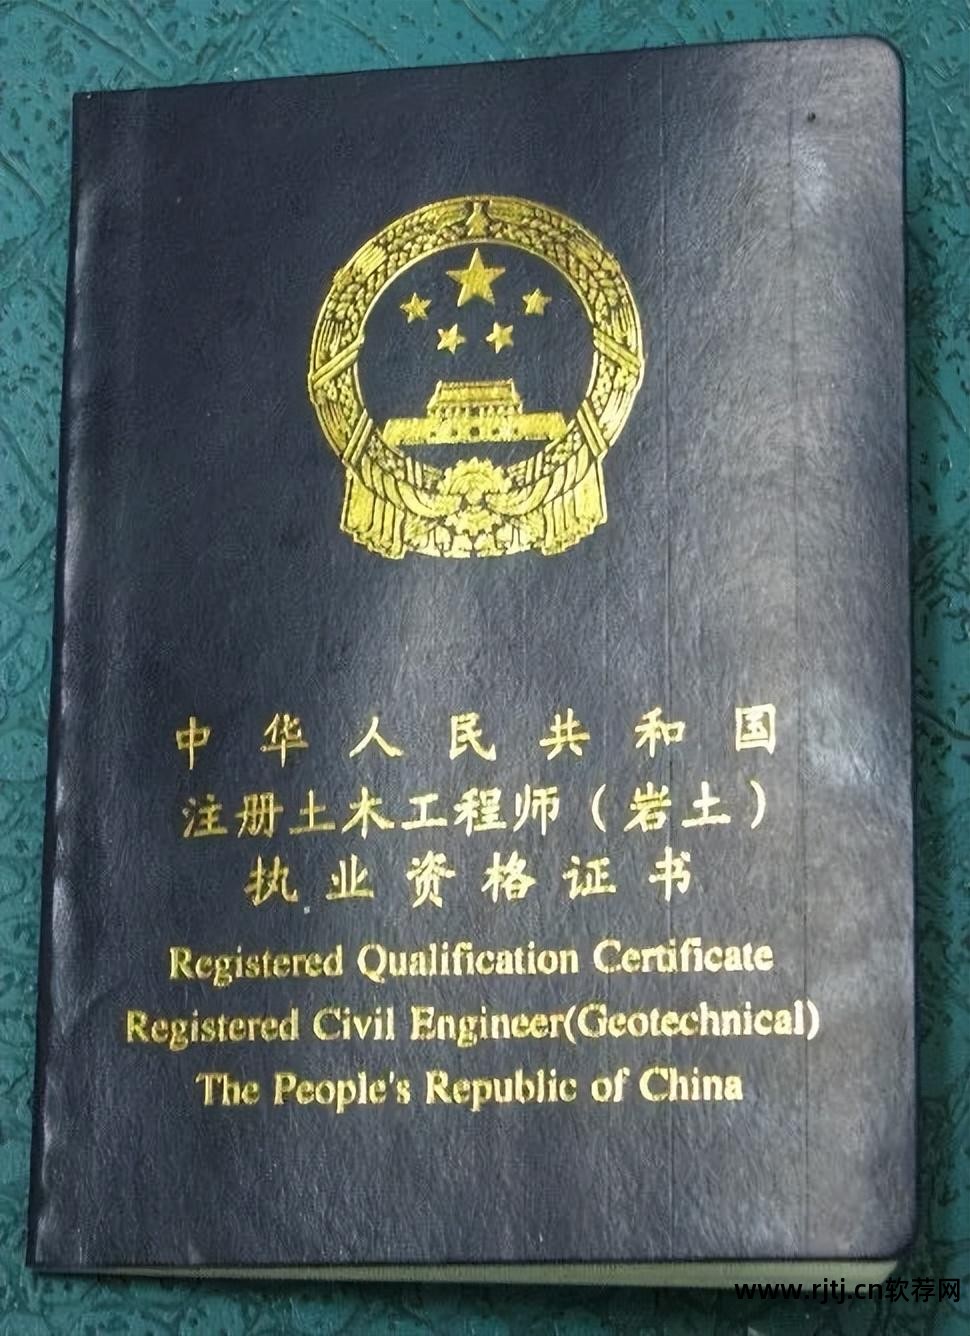 中华人民共和国
注册土木工程师（岩土）
执业资格证书
Registered Qualification Certificate
Registered Civil Engineer(Geotechnical)
The People's Republic of China
www.rjtj.cn软荐网